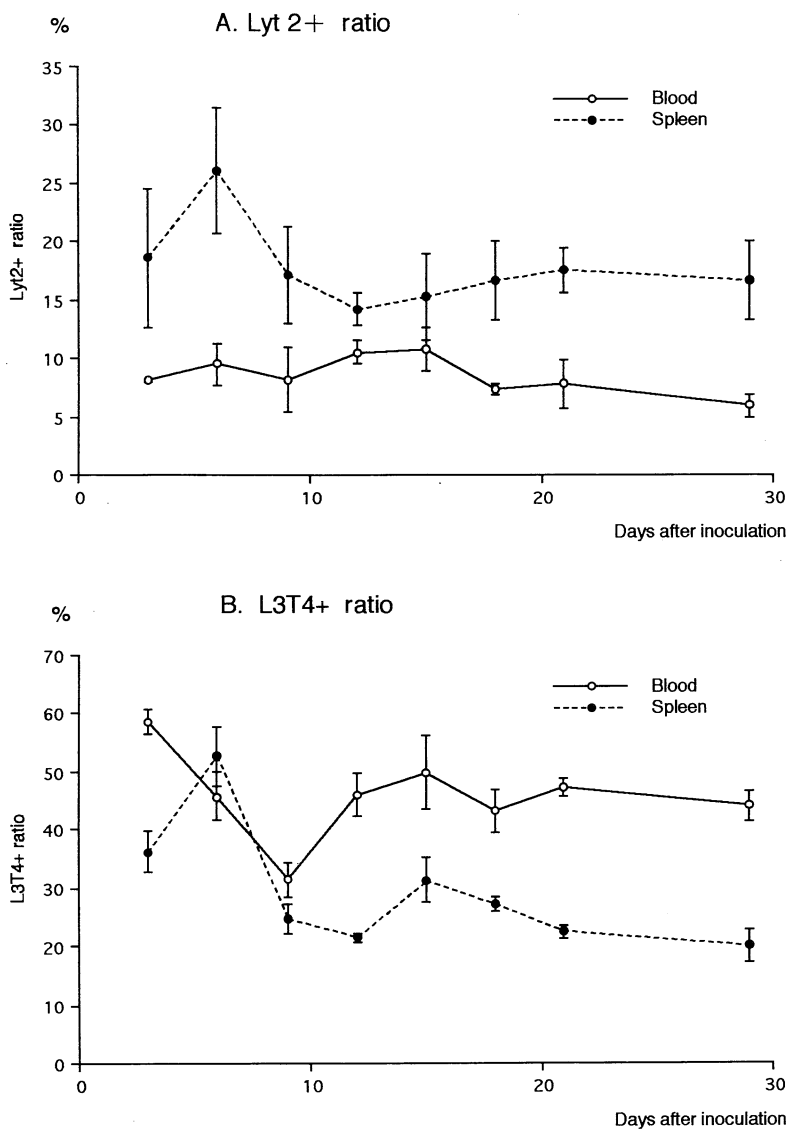 %
A. Lyt 2+ ratio
35
30
25
20
15
10
5
0
Lyt2+ ratio
Blood
Spleen
0 10 20 30
Days after inoculation
%
B. L3T4+ ratio
70
60
50
40
30
20
10
0
L3T4+ ratio
Blood
Spleen
0 10 20 30
Days after inoculation